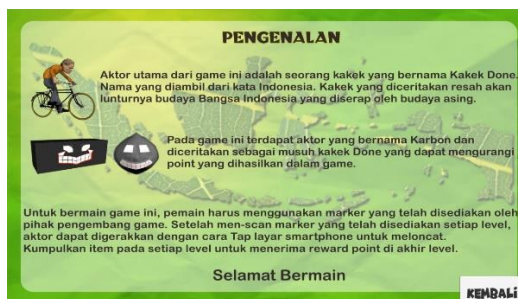 PENGENALAN
Aktor utama dari game ini adalah seorang kakek yang bernama Kakek Done.
Nama yang diambil dari kata Indonesia. Kakek yang diceritakan resah akan
lunturnya budaya Bangsa Indonesia yang diserap oleh budaya asing.
Pada game ini terdapat aktor yang bernama Karbon dan
diceritakan sebagai musuh kakek Done yang dapat mengurangi
point yang dihasilkan dalam game.
Untuk bermain game ini, pemain harus menggunakan marker yang telah disediakan oleh
pihak pengembang game. Setelah men-scan marker yang telah disediakan setiap level,
aktor dapat digerakkan dengan cara Tap layar smartphone untuk meloncat.
Kumpulkan item pada setiap level untuk menerima reward point di akhir level.
Selamat Bermain
KEMBALI